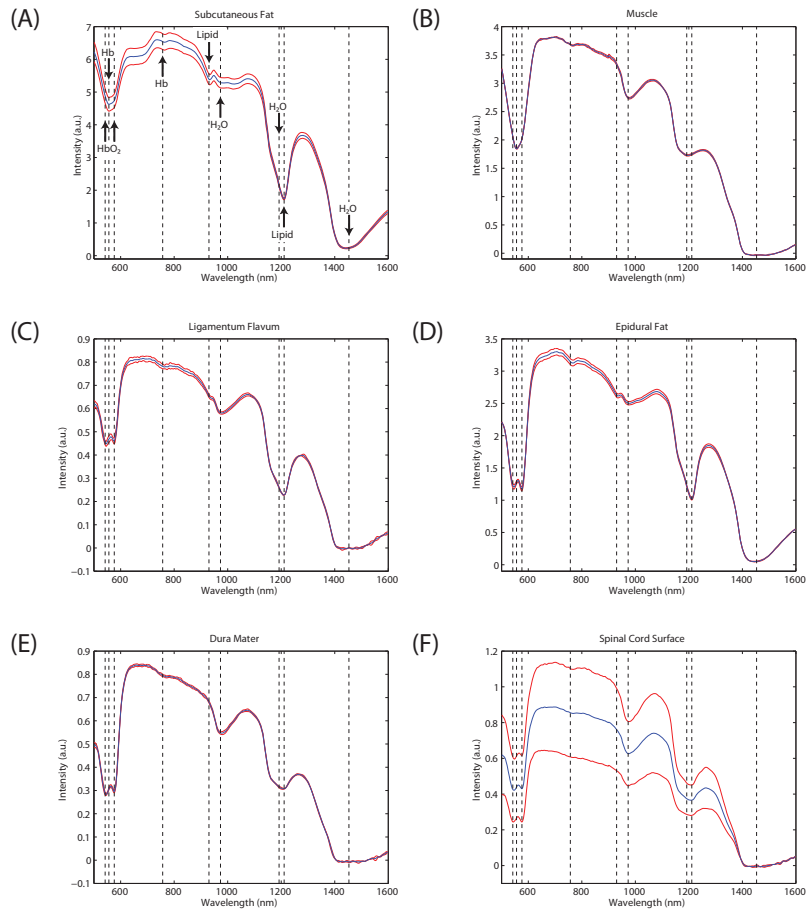 (A)
Subcutaneous Fat
7
6
5
4
3
2
1
0
Intensity (a.u.)
Hb
HbO2
Hb
Lipid
H2O
H2O
Lipid
H2O
600 800 1000 1200 1400 1600
Wavelength (nm)
(B)
Muscle
4
3.5
3
2.5
2
1.5
1
0.5
0
Intensity (a.u.)
600 800 1000 1200 1400 1600
Wavelength (nm)
(C)
Ligamentum Flavum
0.9
0.8
0.7
0.6
0.5
0.4
0.3
0.2
0.1
0
−0.1
Intensity (a.u.)
600 800 1000 1200 1400 1600
Wavelength (nm)
(D)
Epidural Fat
3.5
3
2.5
2
1.5
1
0.5
0
Intensity (a.u.)
600 800 1000 1200 1400 1600
Wavelength (nm)
(E)
Dura Mater
0.9
0.8
0.7
0.6
0.5
0.4
0.3
0.2
0.1
0
−0.1
Intensity (a.u.)
600 800 1000 1200 1400 1600
Wavelength (nm)
(F)
Spinal Cord Surface
1.2
1
0.8
0.6
0.4
0.2
0
Intensity (a.u.)
600 800 1000 1200 1400 1600
Wavelength (nm)